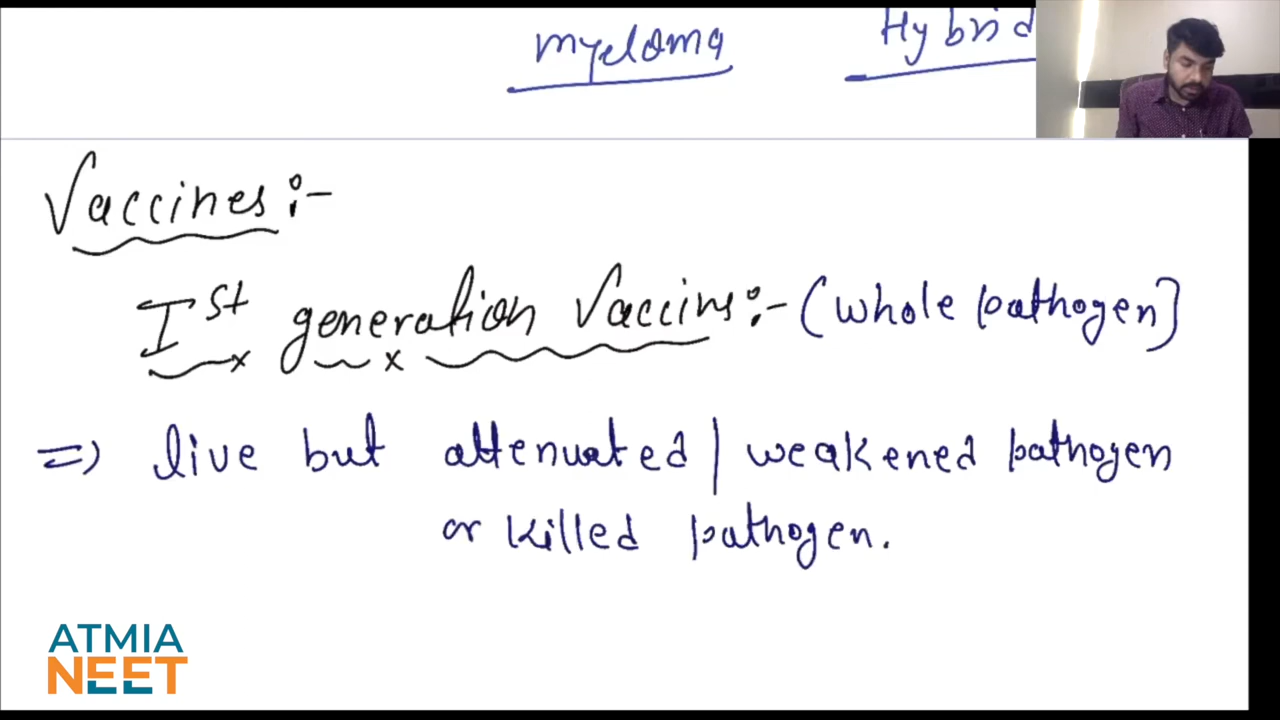 myeloma Hybrid
Vaccines:-
Ist generation Vaccins:- (whole pathogen)
=> live but attenuated | weakened pathogen
or killed pathogen.
ATMIA
NEET